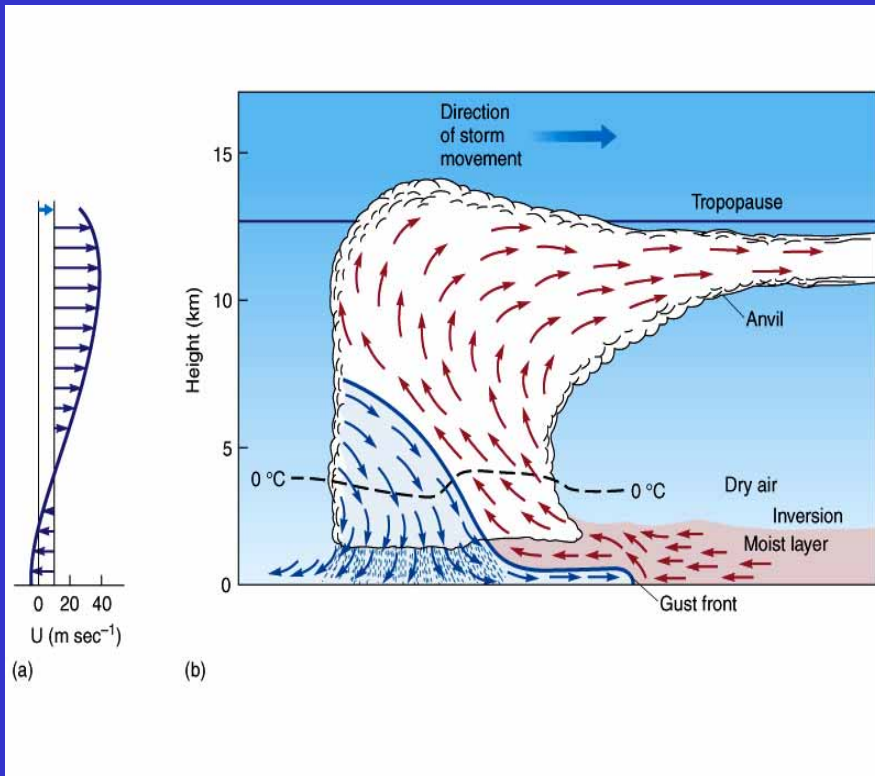 Direction
of storm
movement
15
Tropopause
10
Anvil
Height (km)
5
0 °C
0 °C
Dry air
Inversion
Moist layer
0
Gust front
0 20 40
U (m sec⁻¹)
(a)
(b)